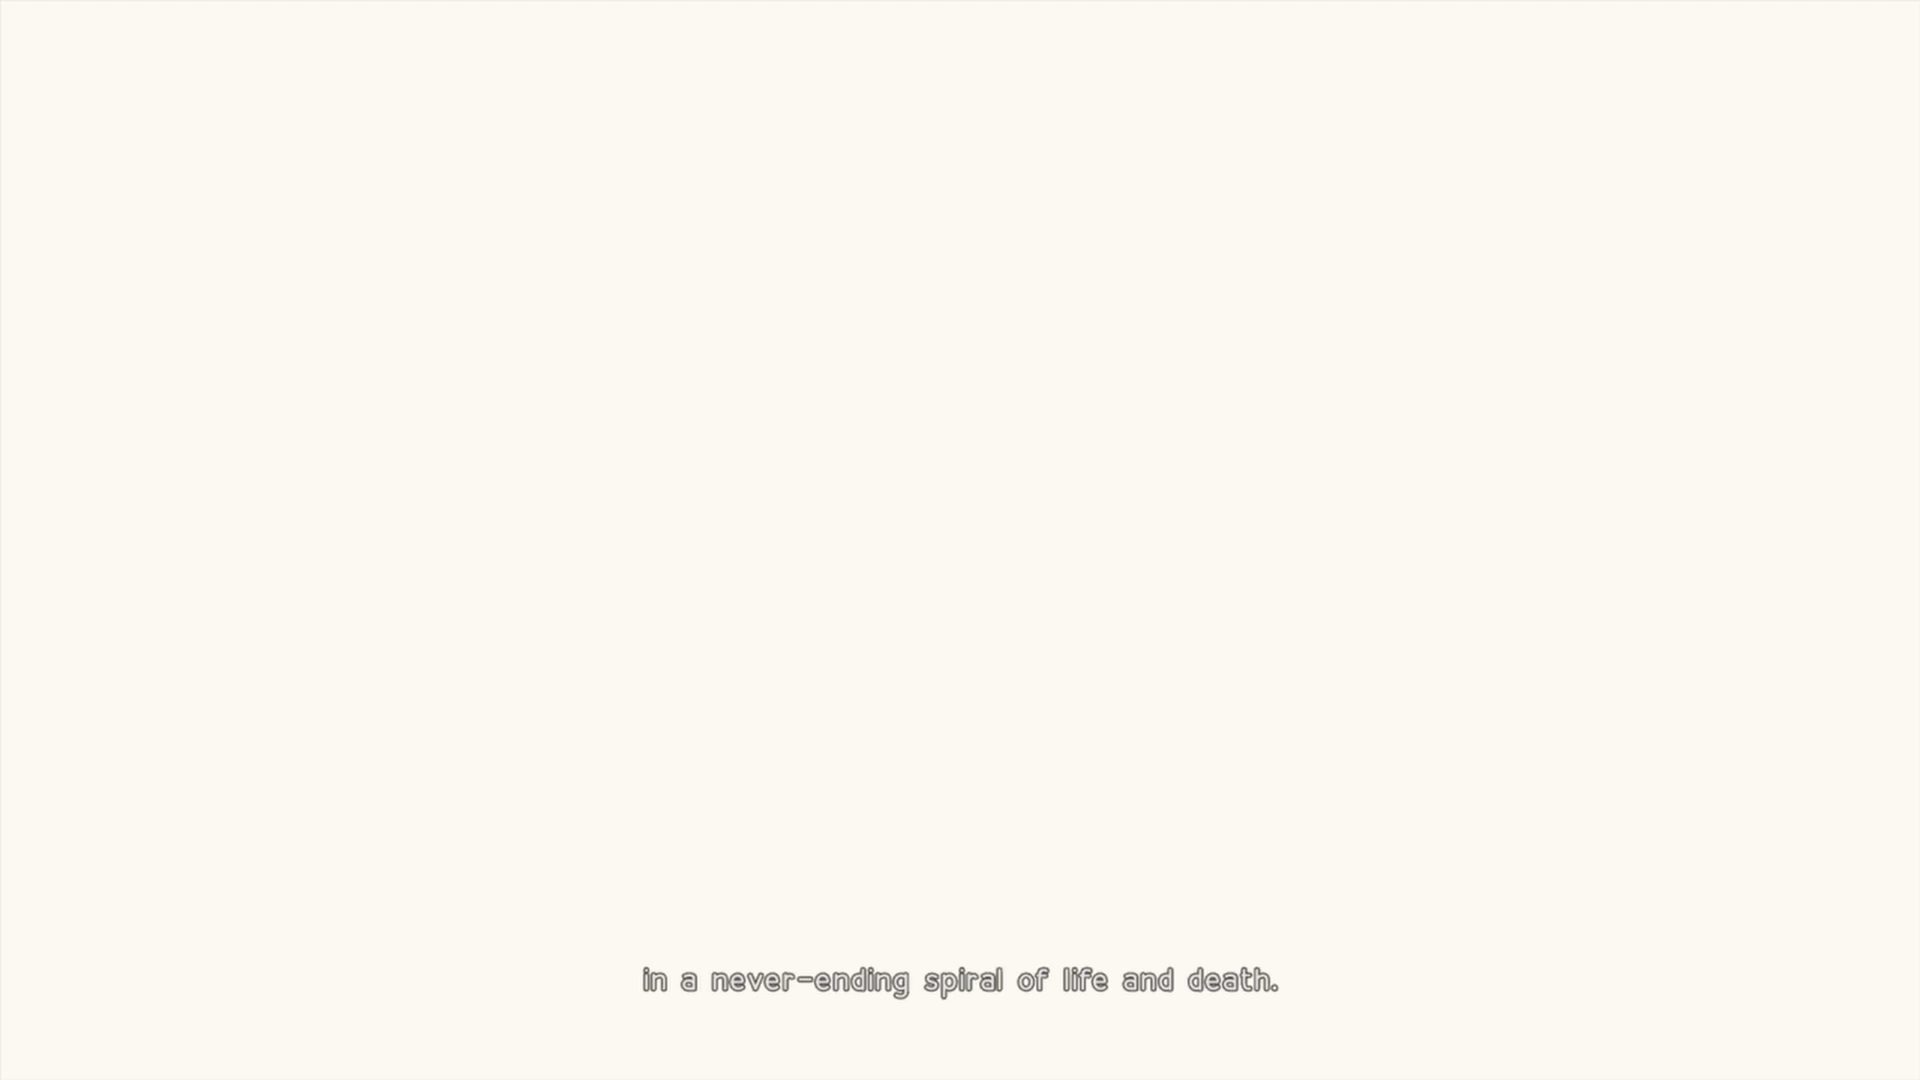 in a never-ending spiral of life and death.